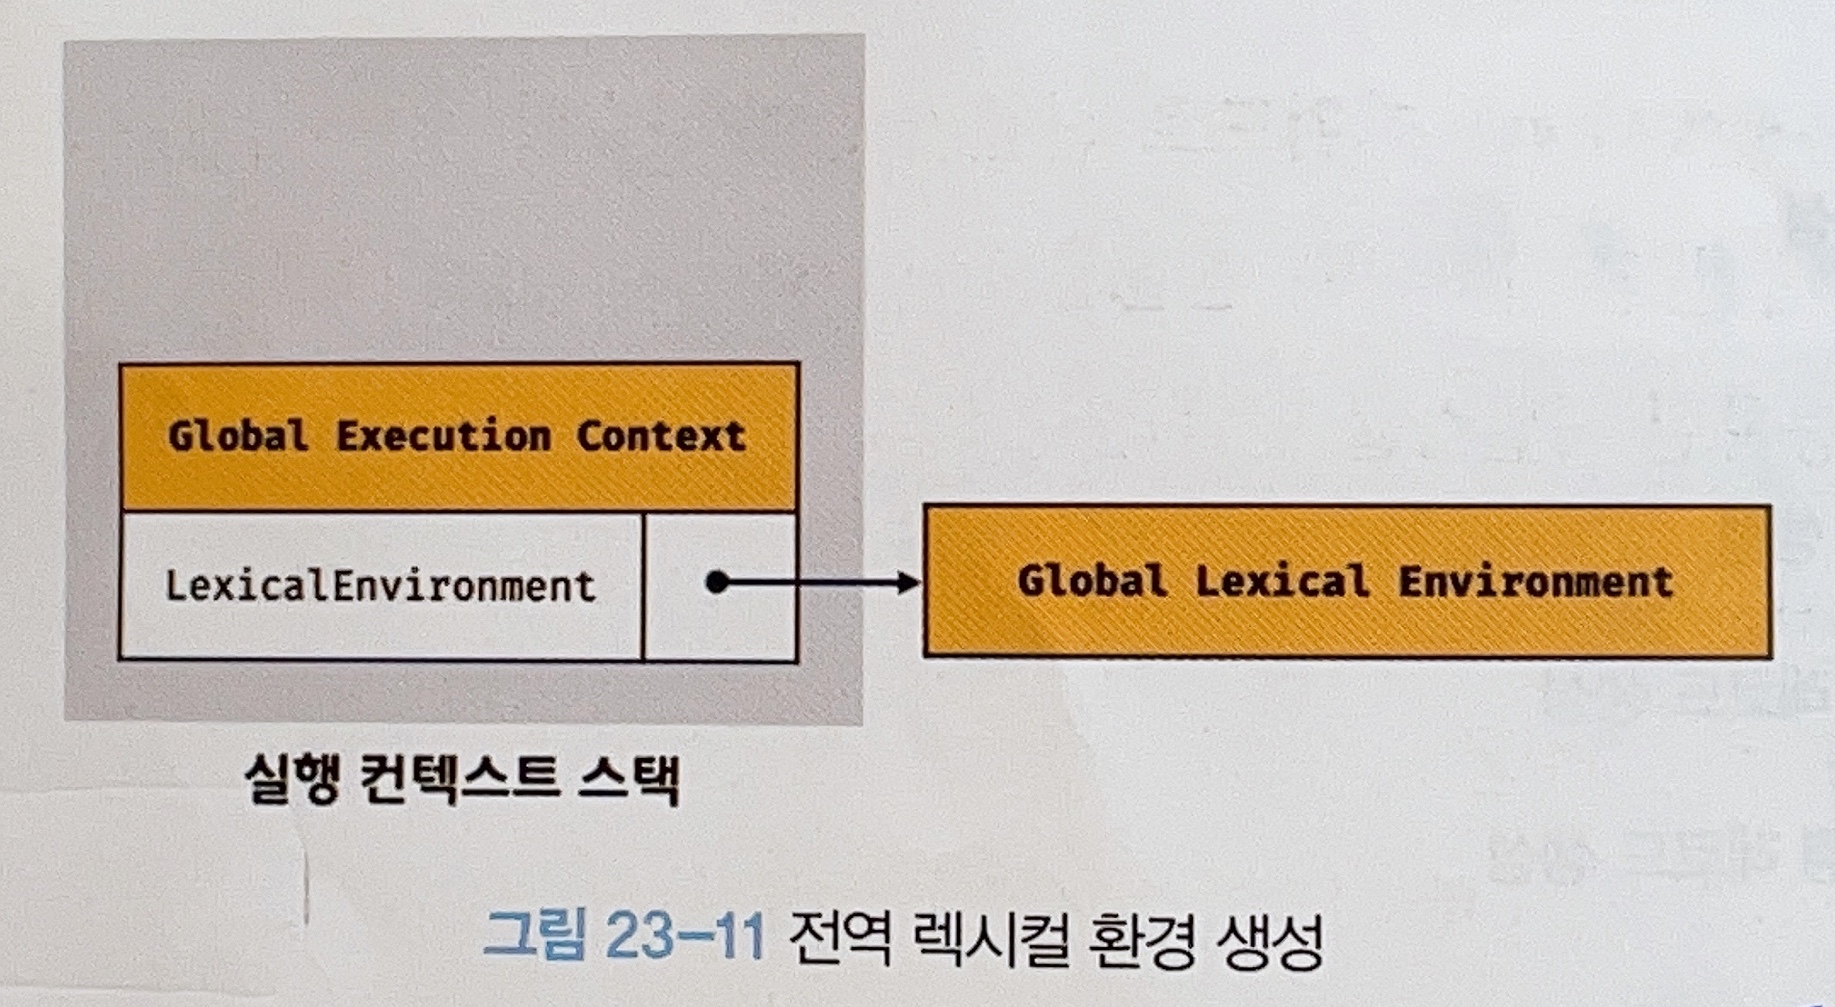 Global Execution Context
LexicalEnvironment
Global Lexical Environment
실행 컨텍스트 스택
그림 23-11 전역 렉시컬 환경 생성